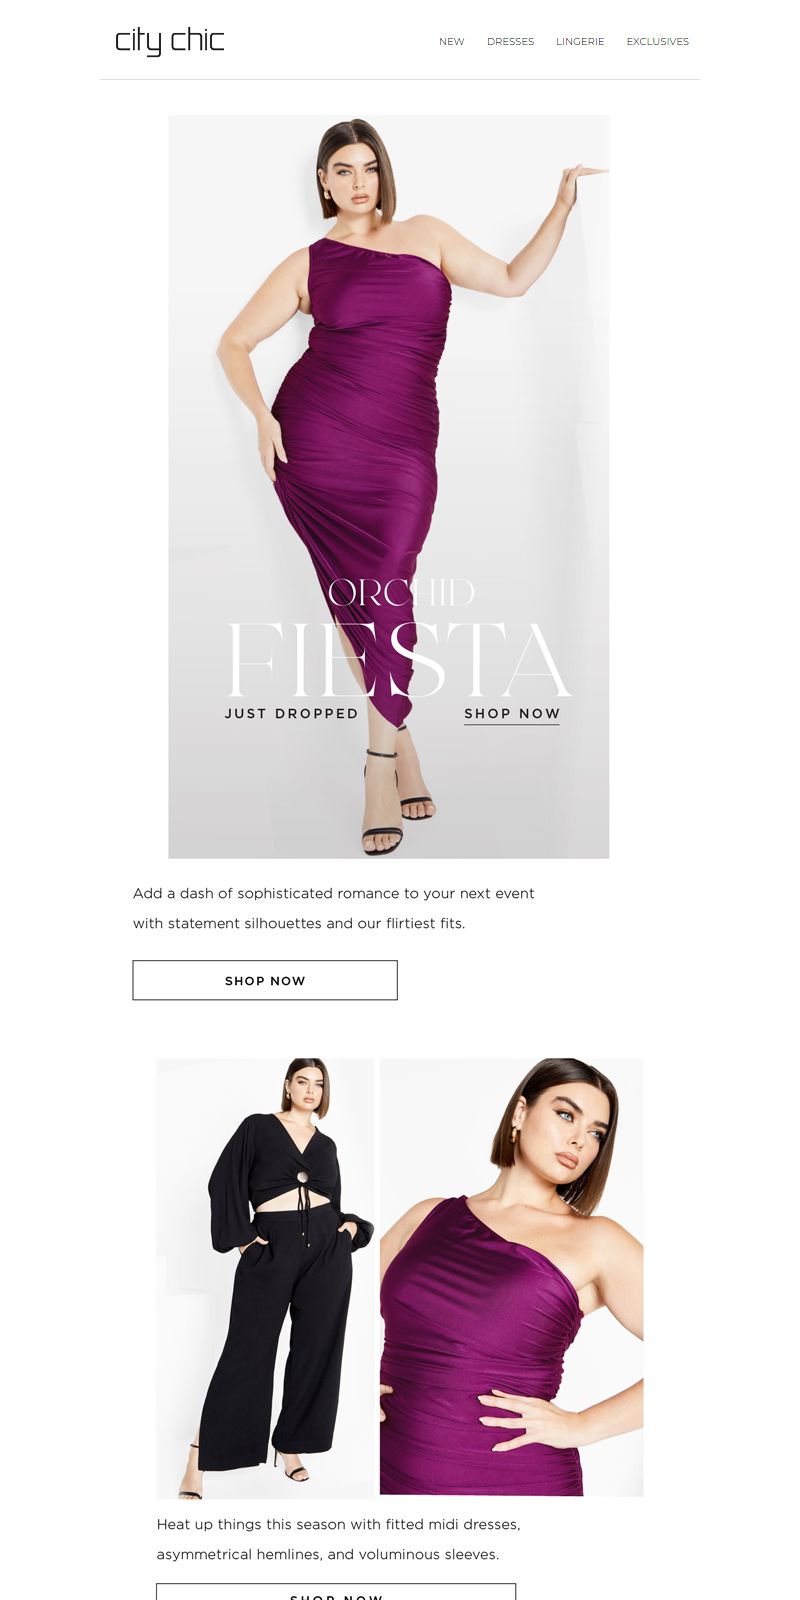 city chic
NEW DRESSES LINGERIE EXCLUSIVES
ORCHID
FIESTA
JUST DROPPED SHOP NOW
Add a dash of sophisticated romance to your next event
with statement silhouettes and our flirtiest fits.
SHOP NOW
Heat up things this season with fitted midi dresses,
asymmetrical hemlines, and voluminous sleeves.
SHOP NOW